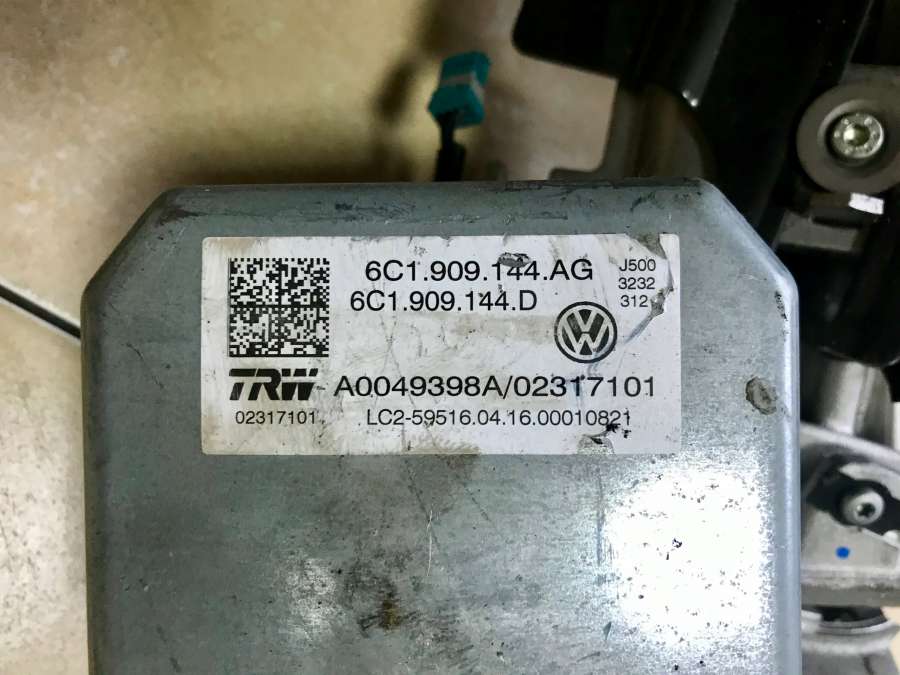 6C1.909.144.AG
6C1.909.144.D
J500
3232
312
VW
TRW
A0049398A/02317101
02317101
LC2-59516.04.16.00010821